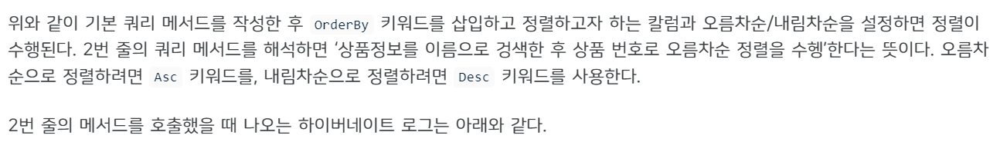 위와 같이 기본 쿼리 메서드를 작성한 후 OrderBy 키워드를 삽입하고 정렬하고자 하는 칼럼과 오름차순/내림차순을 설정하면 정렬이
수행된다. 2번 줄의 쿼리 메서드를 해석하면 ‘상품정보를 이름으로 겅색한 후 상품 번호로 오름차순 정렬을 수헹’한다는 뜻이다. 오름차
순으로 정렬하려면 Asc 키워드를, 내림차순으로 정렬하려면 Desc 키워드를 사용한다.
2번 줄의 메서드를 호출했을 때 나오는 하이버네이트 로그는 아래와 같다.